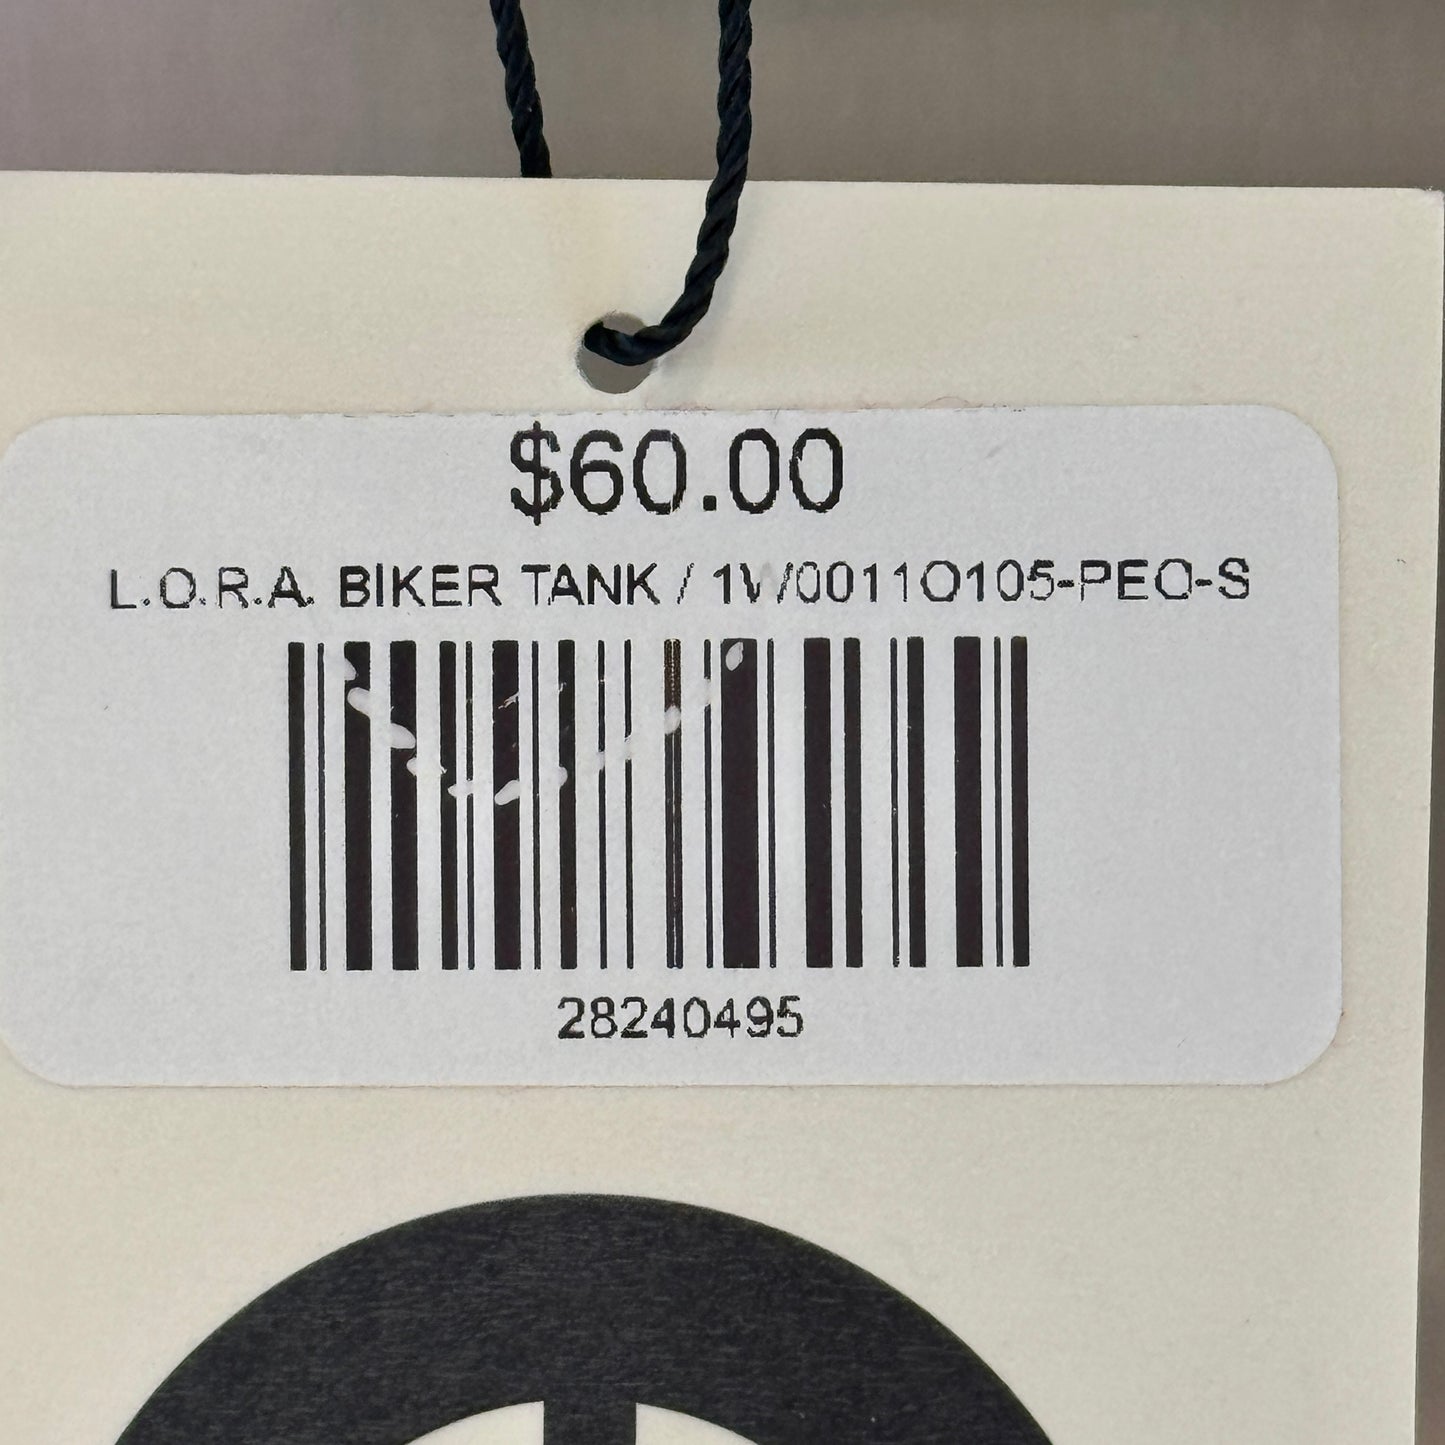 $60.00
L.O.R.A. BIKER TANK / 1W0011O105-PEO-S
28240495